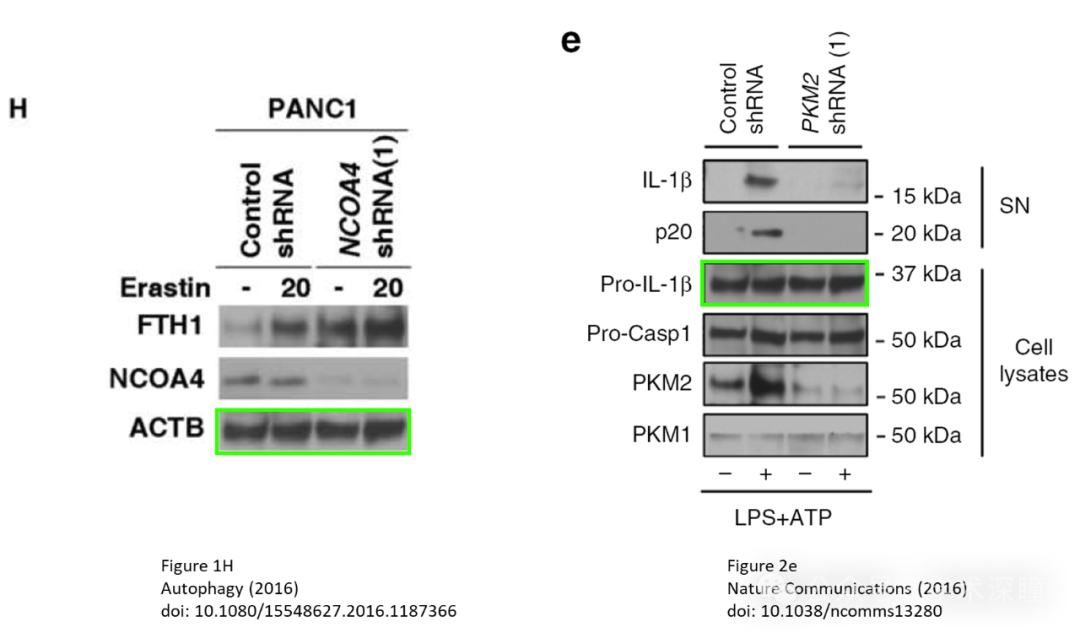 H
PANC1
Control
shRNA
NCOA4
shRNA(1)
Erastin - 20 - 20
FTH1
NCOA4
ACTB
Figure 1H
Autophagy (2016)
doi: 10.1080/15548627.2016.1187366
e
Control
shRNA
PKM2
shRNA (1)
IL-1β
- 15 kDa
p20
- 20 kDa
SN
Pro-IL-1β
- 37 kDa
Pro-Casp1
- 50 kDa
PKM2
- 50 kDa
PKM1
- 50 kDa
Cell
lysates
− + − +
LPS+ATP
Figure 2e
Nature Communications (2016)
doi: 10.1038/ncomms13280